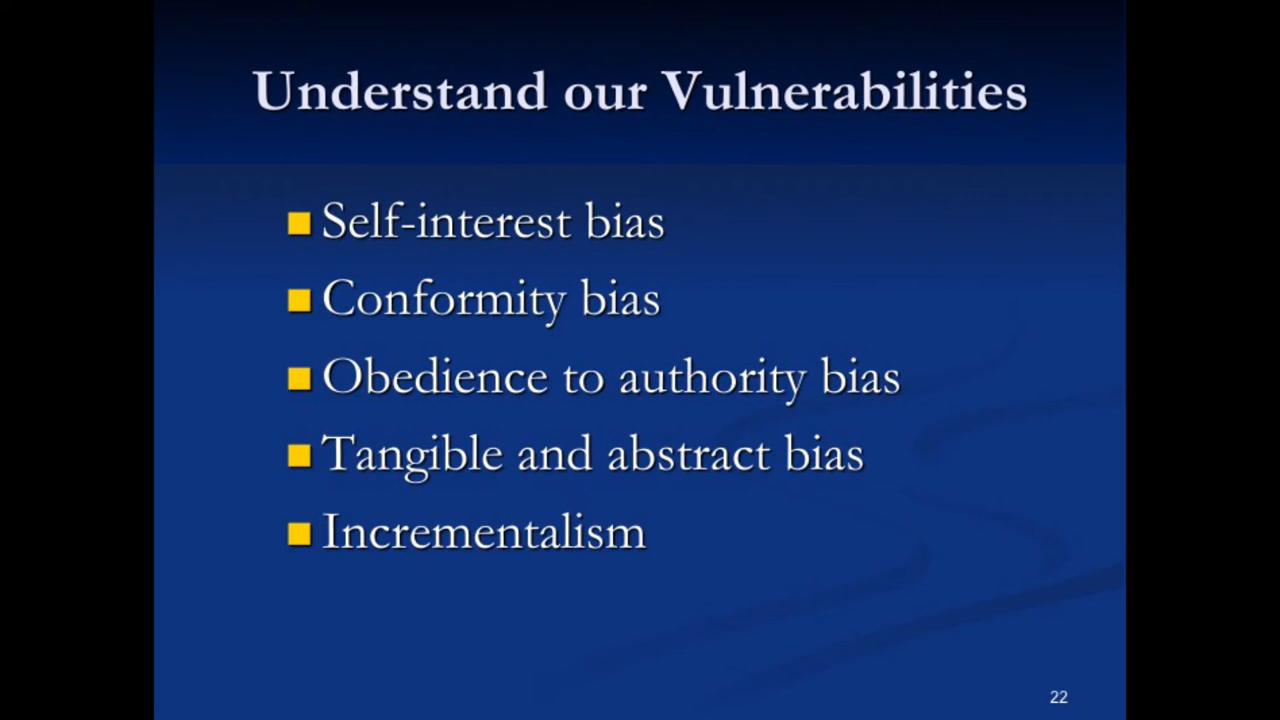 Understand our Vulnerabilities
Self-interest bias
Conformity bias
Obedience to authority bias
Tangible and abstract bias
Incrementalism
22